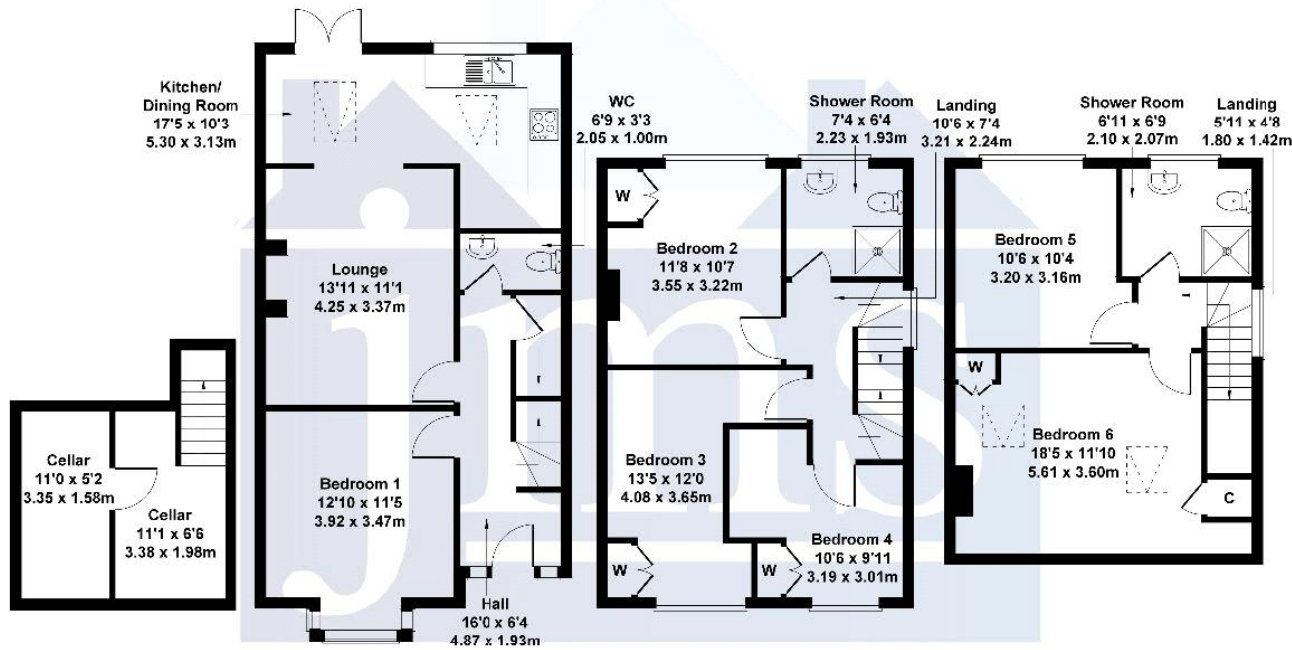 Kitchen/
Dining Room
17'5 x 10'3
5.30 x 3.13m
WC
6'9 x 3'3
2.05 x 1.00m
Lounge
13'11 x 11'1
4.25 x 3.37m
Bedroom 1
12'10 x 11'5
3.92 x 3.47m
Hall
16'0 x 6'4
4.87 x 1.93m
Cellar
11'0 x 5'2
3.35 x 1.58m
Cellar
11'1 x 6'6
3.38 x 1.98m
Shower Room
7'4 x 6'4
2.23 x 1.93m
Landing
10'6 x 7'4
3.21 x 2.24m
W
Bedroom 2
11'8 x 10'7
3.55 x 3.22m
Bedroom 3
13'5 x 12'0
4.08 x 3.65m
W
Bedroom 4
10'6 x 9'11
3.19 x 3.01m
W
Shower Room
6'11 x 6'9
2.10 x 2.07m
Landing
5'11 x 4'8
1.80 x 1.42m
Bedroom 5
10'6 x 10'4
3.20 x 3.16m
W
Bedroom 6
18'5 x 11'10
5.61 x 3.60m
C
jms